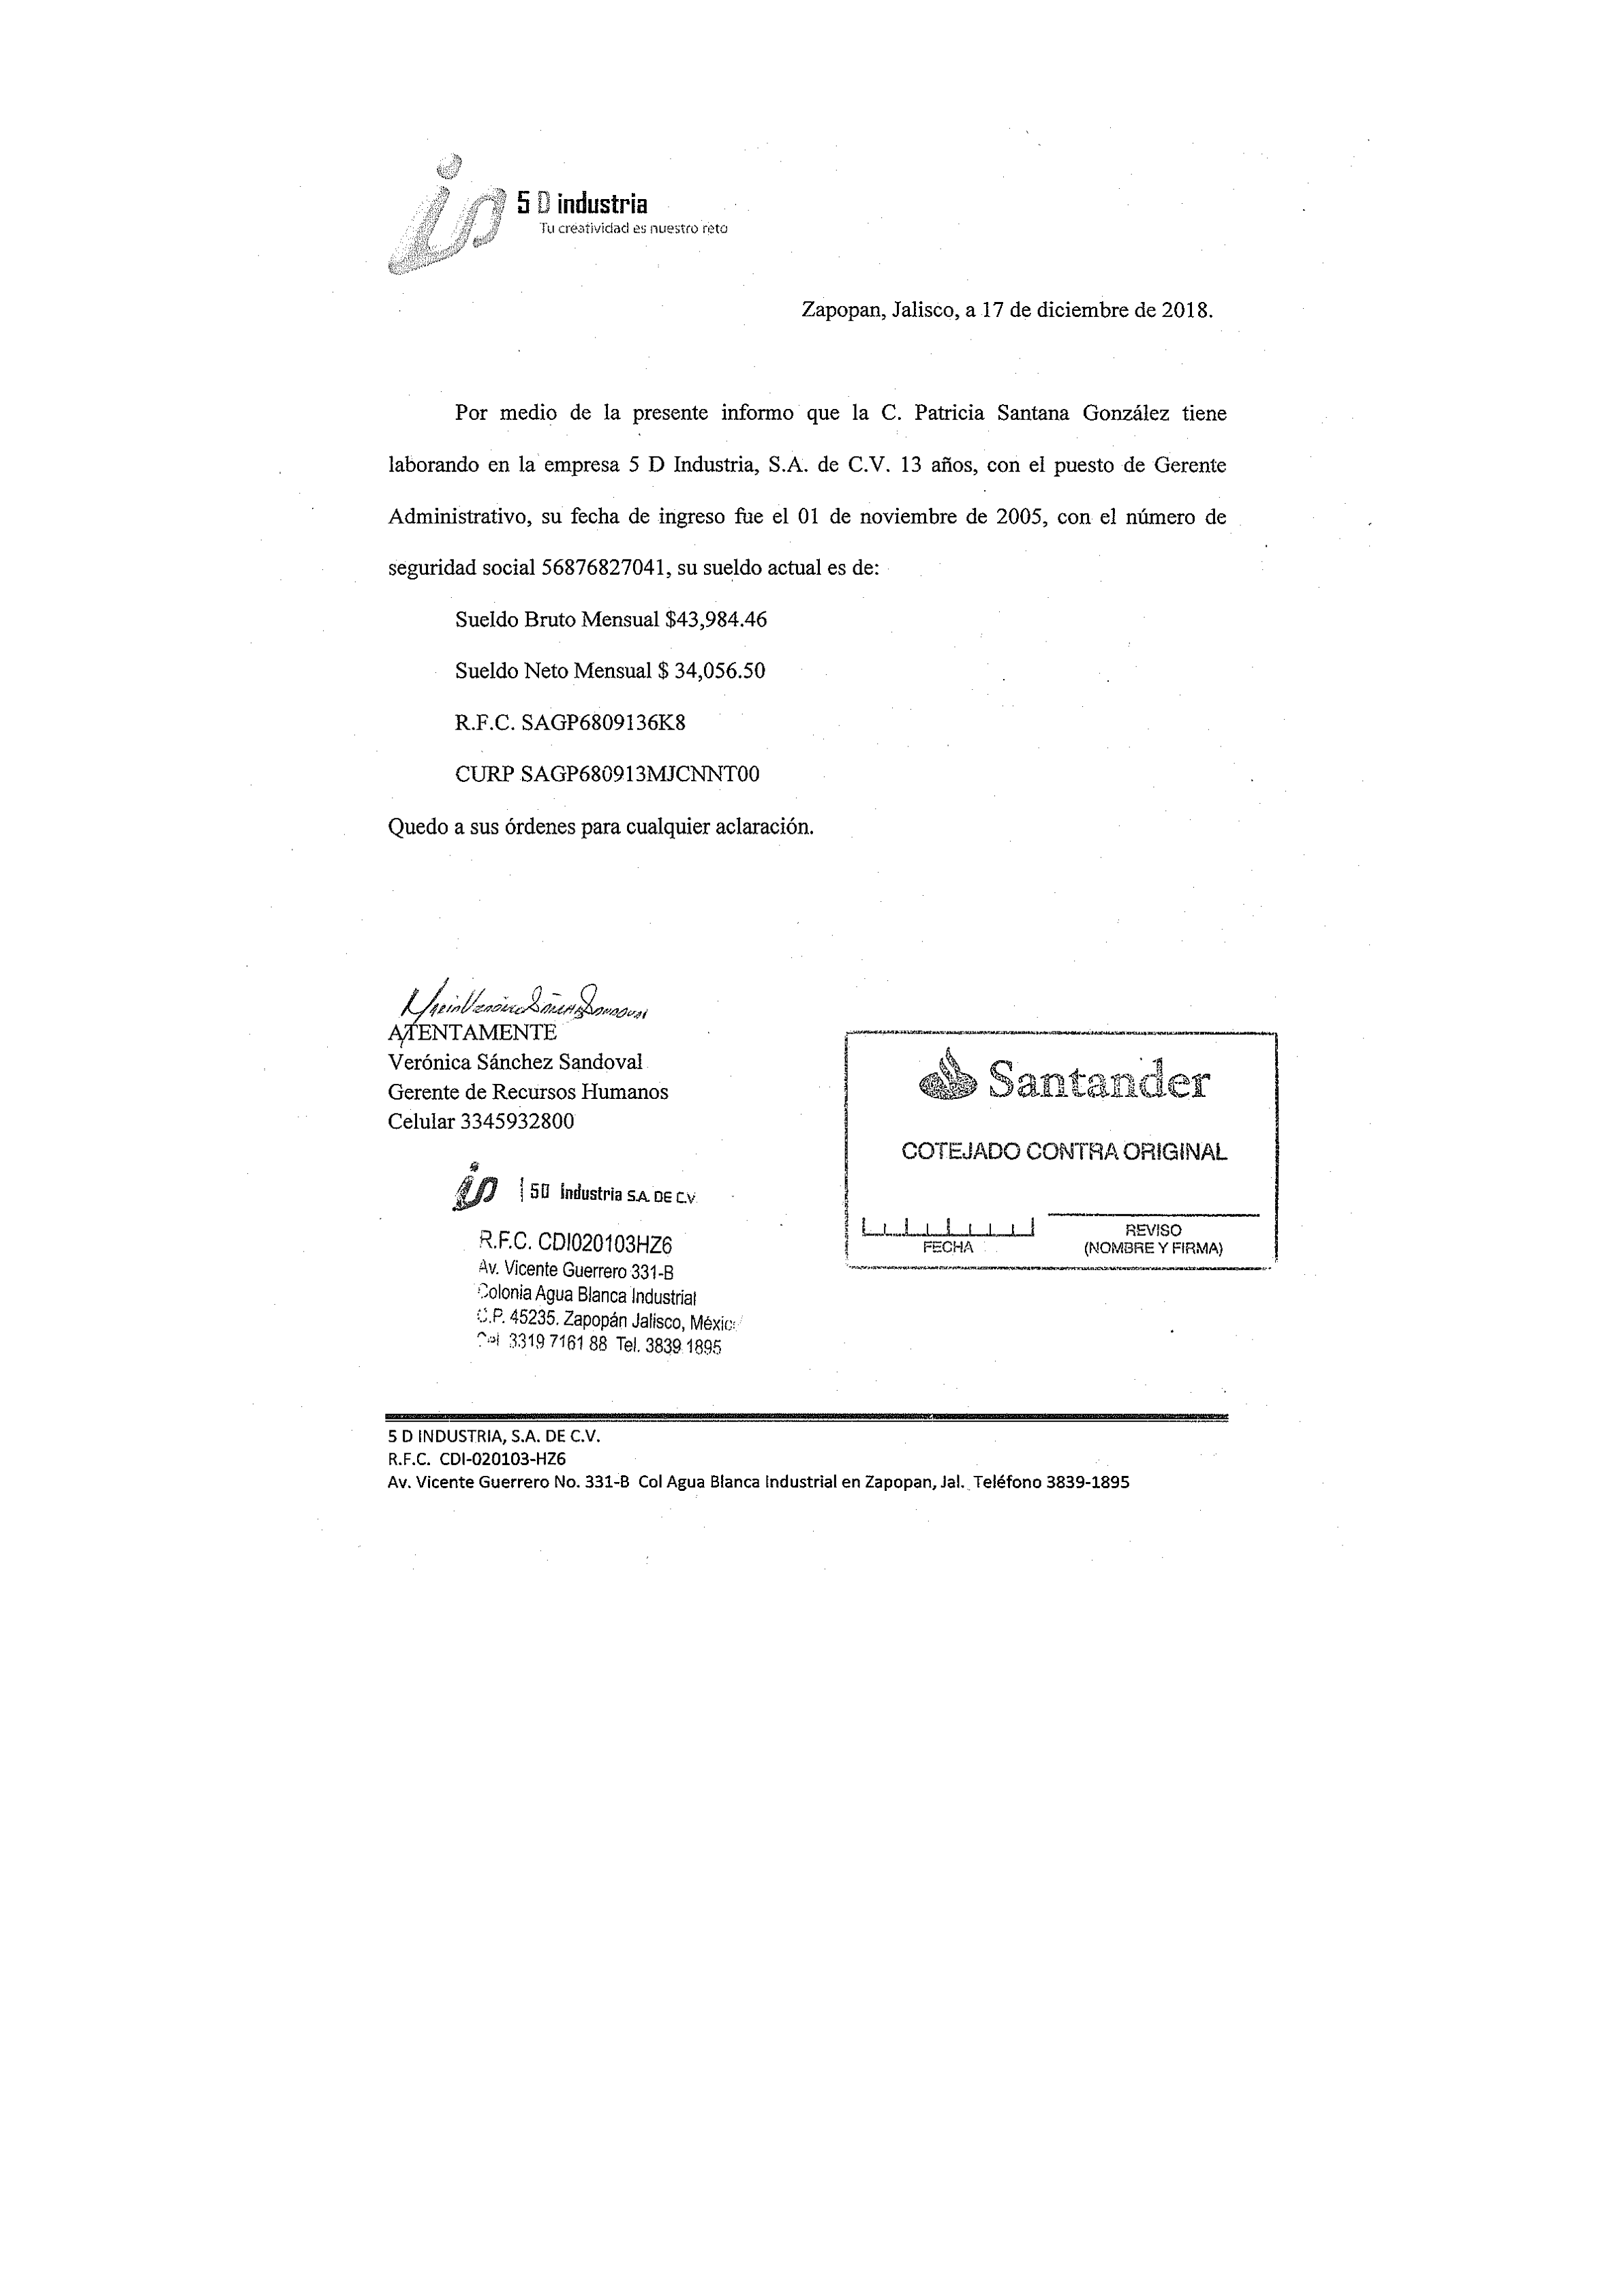 5 D industria
Tu creatividad es nuestro reto
Zapopan, Jalisco, a 17 de diciembre de 2018.
Por medio de la presente informo que la C. Patricia Santana González tiene
laborando en la empresa 5 D Industria, S.A. de C.V. 13 años, con el puesto de Gerente
Administrativo, su fecha de ingreso fue el 01 de noviembre de 2005, con el número de
seguridad social 56876827041, su sueldo actual es de:
Sueldo Bruto Mensual $43,984.46
Sueldo Neto Mensual $ 34,056.50
R.F.C. SAGP6809136K8
CURP SAGP680913MJCNNT00
Quedo a sus órdenes para cualquier aclaración.
ATENTAMENTE
Verónica Sánchez Sandoval
Gerente de Recursos Humanos
Celular 3345932800
5D industria S.A. DE C.V.
R.F.C. CDI020103HZ6
Av. Vicente Guerrero 331-B
Colonia Agua Blanca Industrial
C.P. 45235. Zapopán Jalisco, Méxic
3319 7161 88 Tel. 3839 1895
Santander
COTEJADO CONTRA ORIGINAL
FECHA
REVISO
(NOMBRE Y FIRMA)
5 D INDUSTRIA, S.A. DE C.V.
R.F.C. CDI-020103-HZ6
Av. Vicente Guerrero No. 331-B Col Agua Blanca Industrial en Zapopan, Jal. Teléfono 3839-1895